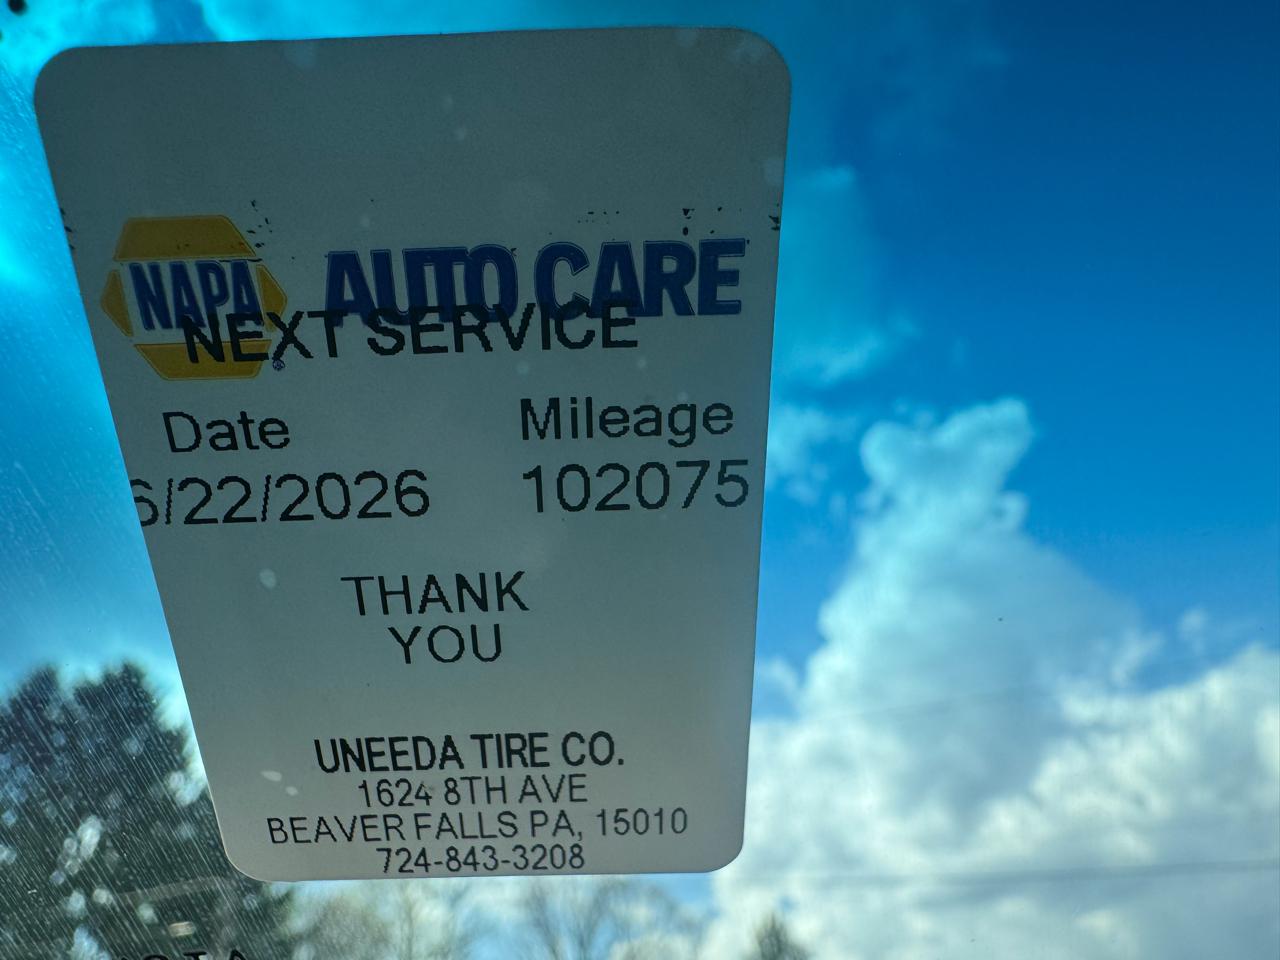 NAPA AUTO CARE
NEXT SERVICE
Date Mileage
6/22/2026 102075
THANK
YOU
UNEEDA TIRE CO.
1624 8TH AVE
BEAVER FALLS PA, 15010
724-843-3208